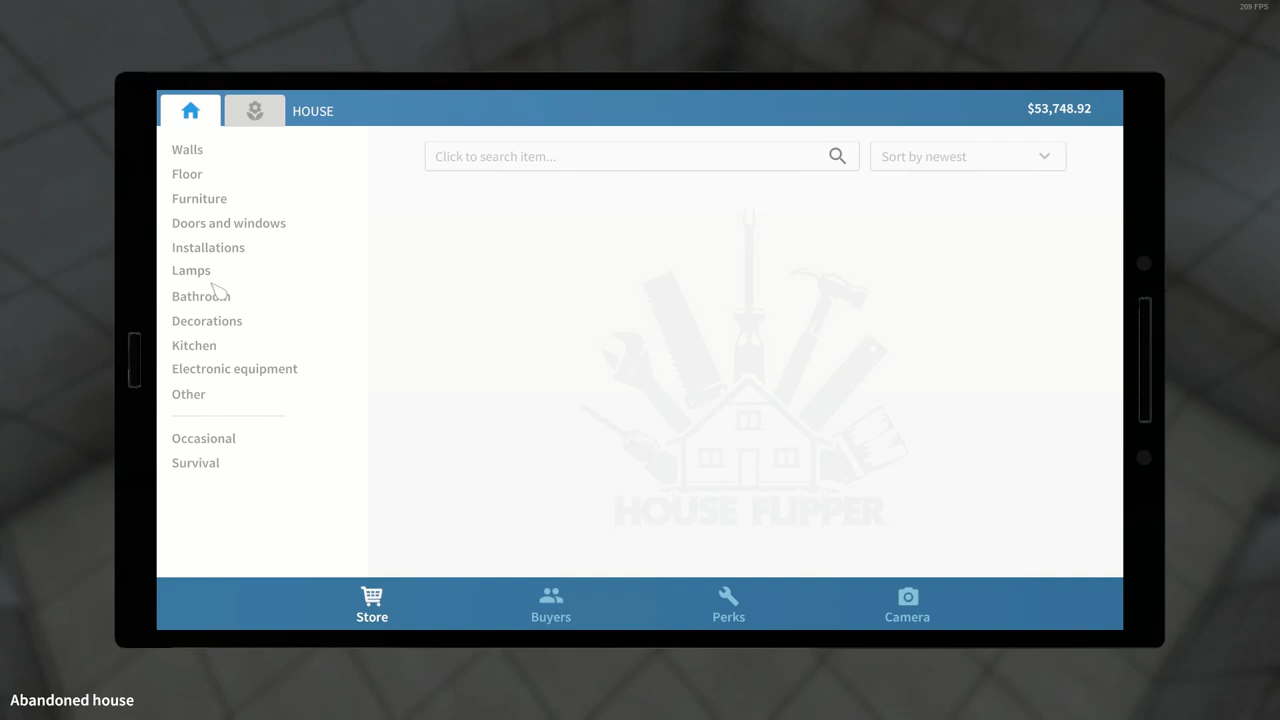 209 FPS
HOUSE
$53,748.92
Walls
Floor
Furniture
Doors and windows
Installations
Lamps
Bathroom
Decorations
Kitchen
Electronic equipment
Other
Occasional
Survival
Click to search item...
Sort by newest
HOUSE FLIPPER
Store
Buyers
Perks
Camera
Abandoned house